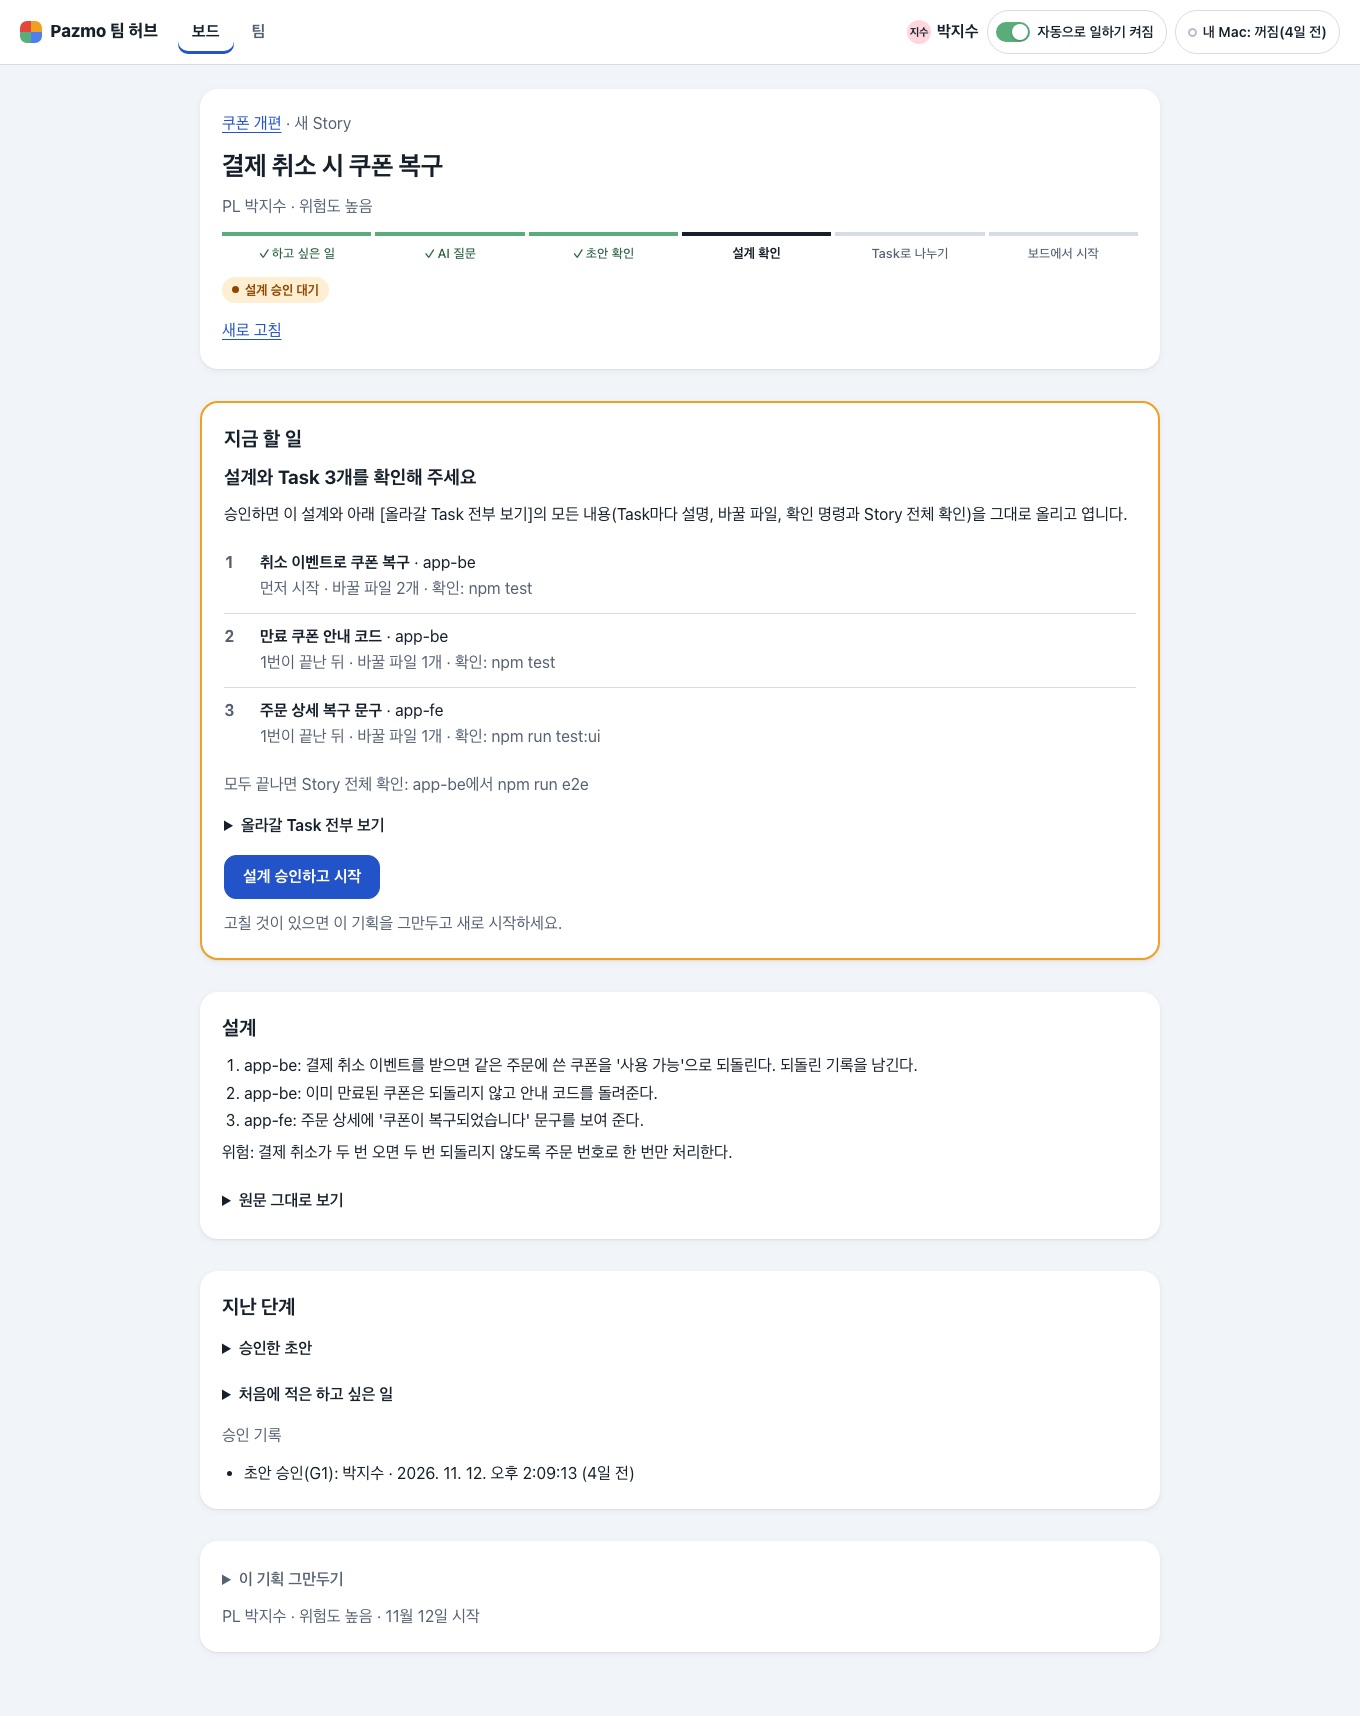 Pazmo 팀 허브
보드
팀
지수 박지수
자동으로 일하기 켜짐
내 Mac: 꺼짐(4일 전)
쿠폰 개편 · 새 Story
결제 취소 시 쿠폰 복구
PL 박지수 · 위험도 높음
✓ 하고 싶은 일
✓ AI 질문
✓ 초안 확인
설계 확인
Task로 나누기
보드에서 시작
설계 승인 대기
새로 고침
지금 할 일
설계와 Task 3개를 확인해 주세요
승인하면 이 설계와 아래 [올라갈 Task 전부 보기]의 모든 내용(Task마다 설명, 바꿀 파일, 확인 명령과 Story 전체 확인)을 그대로 올리고 엽니다.
1 취소 이벤트로 쿠폰 복구 · app-be
먼저 시작 · 바꿀 파일 2개 · 확인: npm test
2 만료 쿠폰 안내 코드 · app-be
1번이 끝난 뒤 · 바꿀 파일 1개 · 확인: npm test
3 주문 상세 복구 문구 · app-fe
1번이 끝난 뒤 · 바꿀 파일 1개 · 확인: npm run test:ui
모두 끝나면 Story 전체 확인: app-be에서 npm run e2e
▶ 올라갈 Task 전부 보기
설계 승인하고 시작
고칠 것이 있으면 이 기획을 그만두고 새로 시작하세요.
설계
1. app-be: 결제 취소 이벤트를 받으면 같은 주문에 쓴 쿠폰을 '사용 가능'으로 되돌린다. 되돌린 기록을 남긴다.
2. app-be: 이미 만료된 쿠폰은 되돌리지 않고 안내 코드를 돌려준다.
3. app-fe: 주문 상세에 '쿠폰이 복구되었습니다' 문구를 보여 준다.
위험: 결제 취소가 두 번 오면 두 번 되돌리지 않도록 주문 번호로 한 번만 처리한다.
▶ 원문 그대로 보기
지난 단계
▶ 승인한 초안
▶ 처음에 적은 하고 싶은 일
승인 기록
• 초안 승인(G1): 박지수 · 2026. 11. 12. 오후 2:09:13 (4일 전)
▶ 이 기획 그만두기
PL 박지수 · 위험도 높음 · 11월 12일 시작